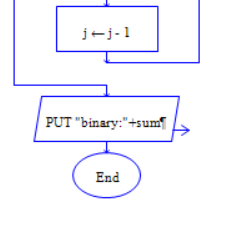 j ← j - 1
PUT "binary:"+sum¶
End